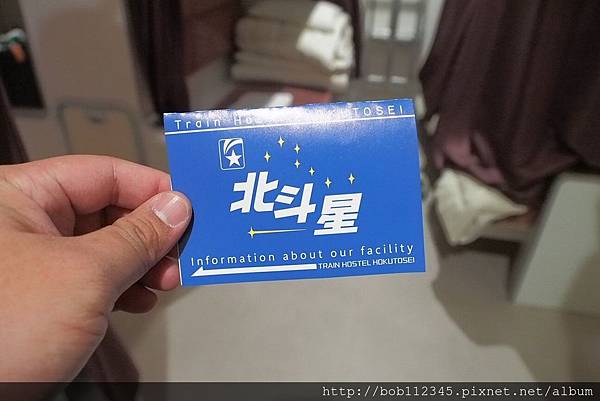 Train Hostel HOKUTOSEI
北斗星
Information about our facility
TRAIN HOSTEL HOKUTOSEI
http://bob112345.pixnet.net/album